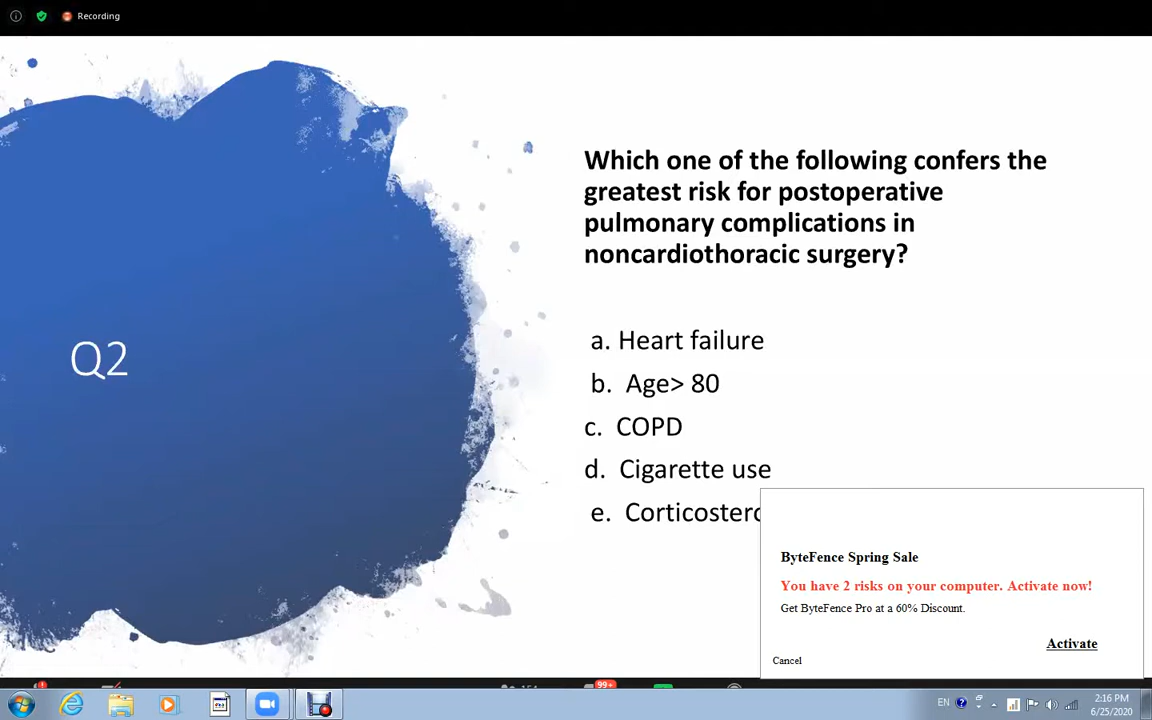 Recording
Which one of the following confers the
greatest risk for postoperative
pulmonary complications in
noncardiothoracic surgery?
Q2
a. Heart failure
b. Age> 80
c. COPD
d. Cigarette use
e.
ByteFence Spring Sale
You have 2 risks on your computer. Activate now!
Get ByteFence Pro at a 60% Discount.
Activate
Cancel
99+
EN
2:16 PM
6/25/2020